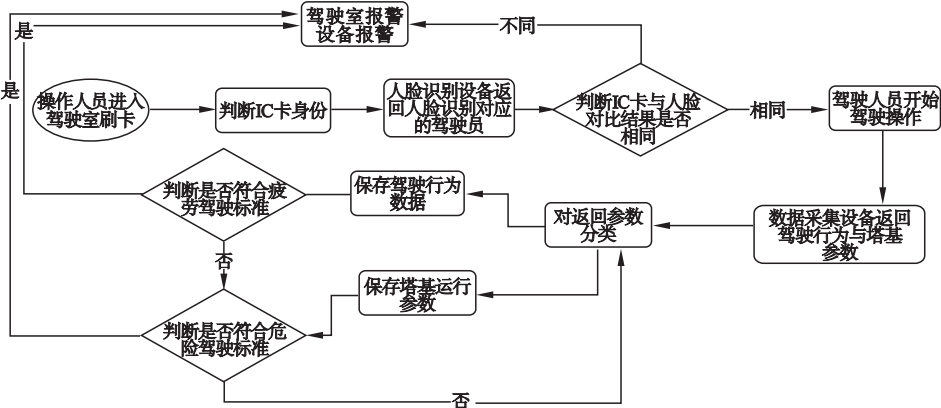 驾驶室报警
设备报警
是
不同
是
操作人员进入
驾驶室刷卡
判断IC卡身份
人脸识别设备返
回人脸识别对应
的驾驶员
判断IC卡与人脸
对比结果是否
相同
相同
驾驶人员开始
驾驶操作
判断是否符合疲
劳驾驶标准
保存驾驶行为
数据
对返回参数
分类
数据采集设备返回
驾驶行为与塔基
参数
否
保存塔基运行
参数
判断是否符合危
险驾驶标准
否